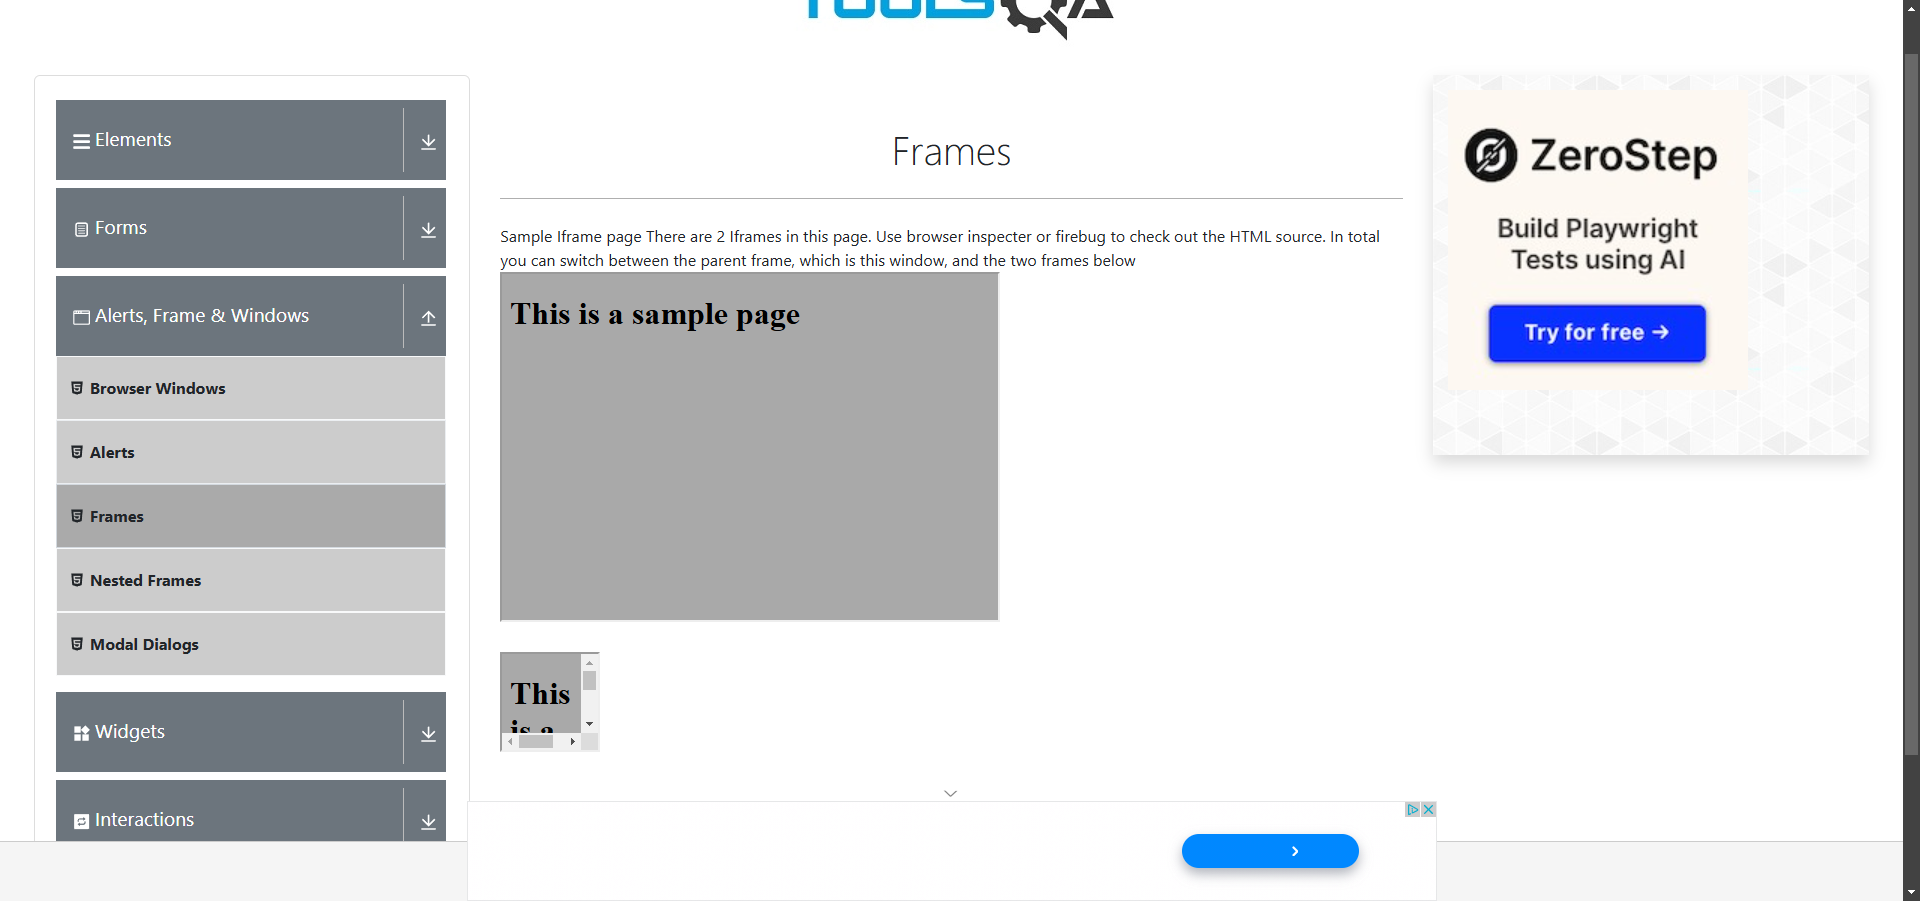 TOOLSQA
Elements
Forms
Alerts, Frame & Windows
Browser Windows
Alerts
Frames
Nested Frames
Modal Dialogs
Widgets
Interactions
Frames
Sample Iframe page There are 2 Iframes in this page. Use browser inspecter or firebug to check out the HTML source. In total
you can switch between the parent frame, which is this window, and the two frames below
This is a sample page
This
is a
ZeroStep
Build Playwright
Tests using AI
Try for free →